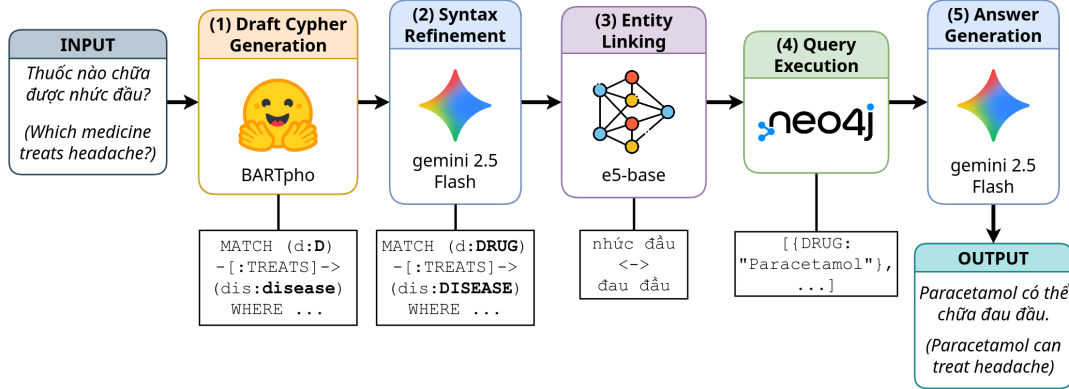 INPUT
Thuốc nào chữa
được nhức đầu?
(Which medicine
treats headache?)
(1) Draft Cypher
Generation
BARTpho
MATCH (d:D)
-[:TREATS]->
(dis:disease)
WHERE ...
(2) Syntax
Refinement
gemini 2.5
Flash
MATCH (d:DRUG)
-[:TREATS]->
(dis:DISEASE)
WHERE ...
(3) Entity
Linking
e5-base
nhức đầu
<->
đau đầu
(4) Query
Execution
neo4j
[{DRUG:
"Paracetamol"},
...]
(5) Answer
Generation
gemini 2.5
Flash
OUTPUT
Paracetamol có thể
chữa đau đầu.
(Paracetamol can
treat headache)